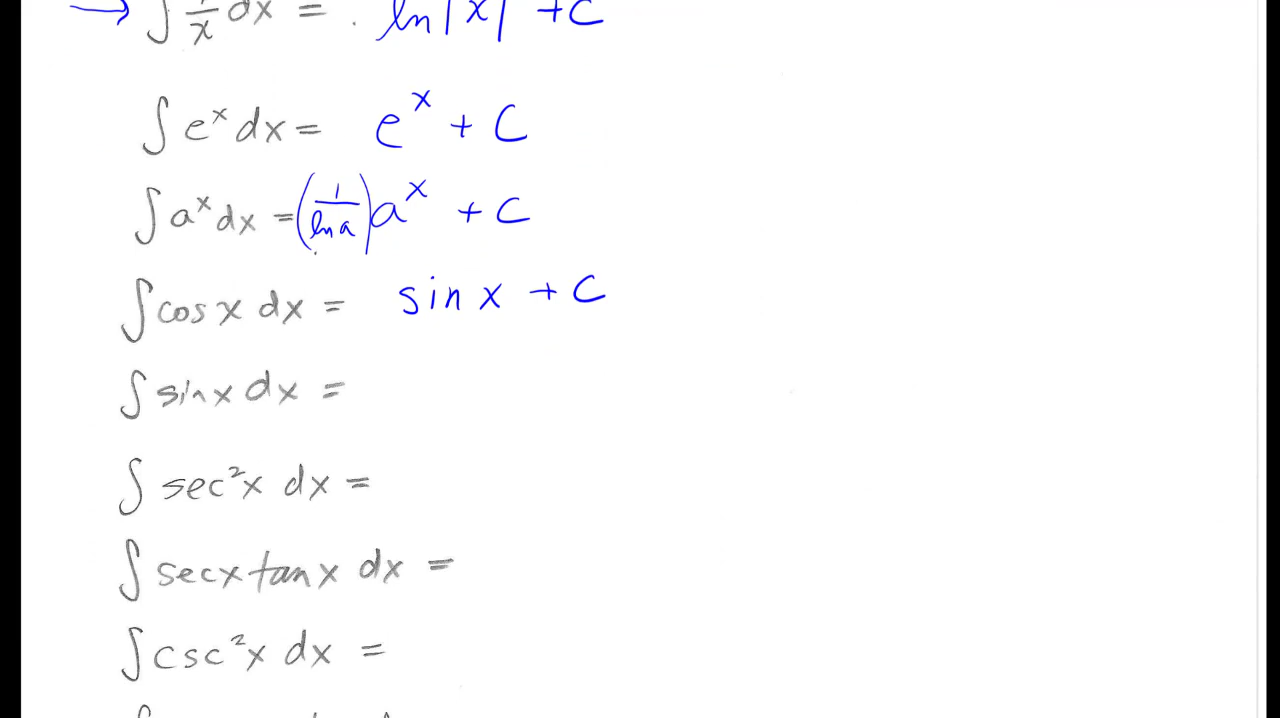 → ∫ 1/x dx = ln|x| + C
∫ e^x dx = e^x + C
∫ a^x dx = (1/ln a) a^x + C
∫ cos x dx = sin x + C
∫ sin x dx =
∫ sec²x dx =
∫ sec x tan x dx =
∫ csc²x dx =